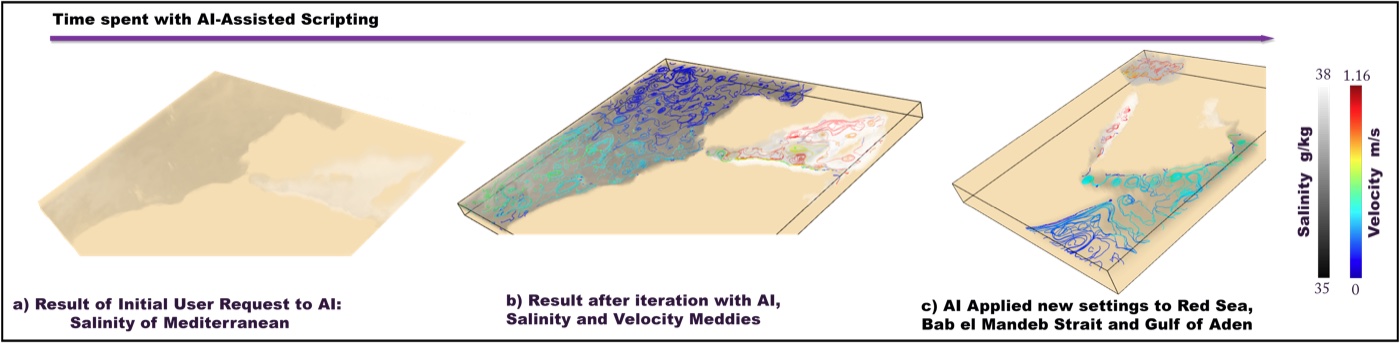 Time spent with AI-Assisted Scripting
38 1.16
Salinity g/kg
Velocity m/s
35 0
a) Result of Initial User Request to AI:
Salinity of Mediterranean
b) Result after iteration with AI,
Salinity and Velocity Meddies
c) AI Applied new settings to Red Sea,
Bab el Mandeb Strait and Gulf of Aden